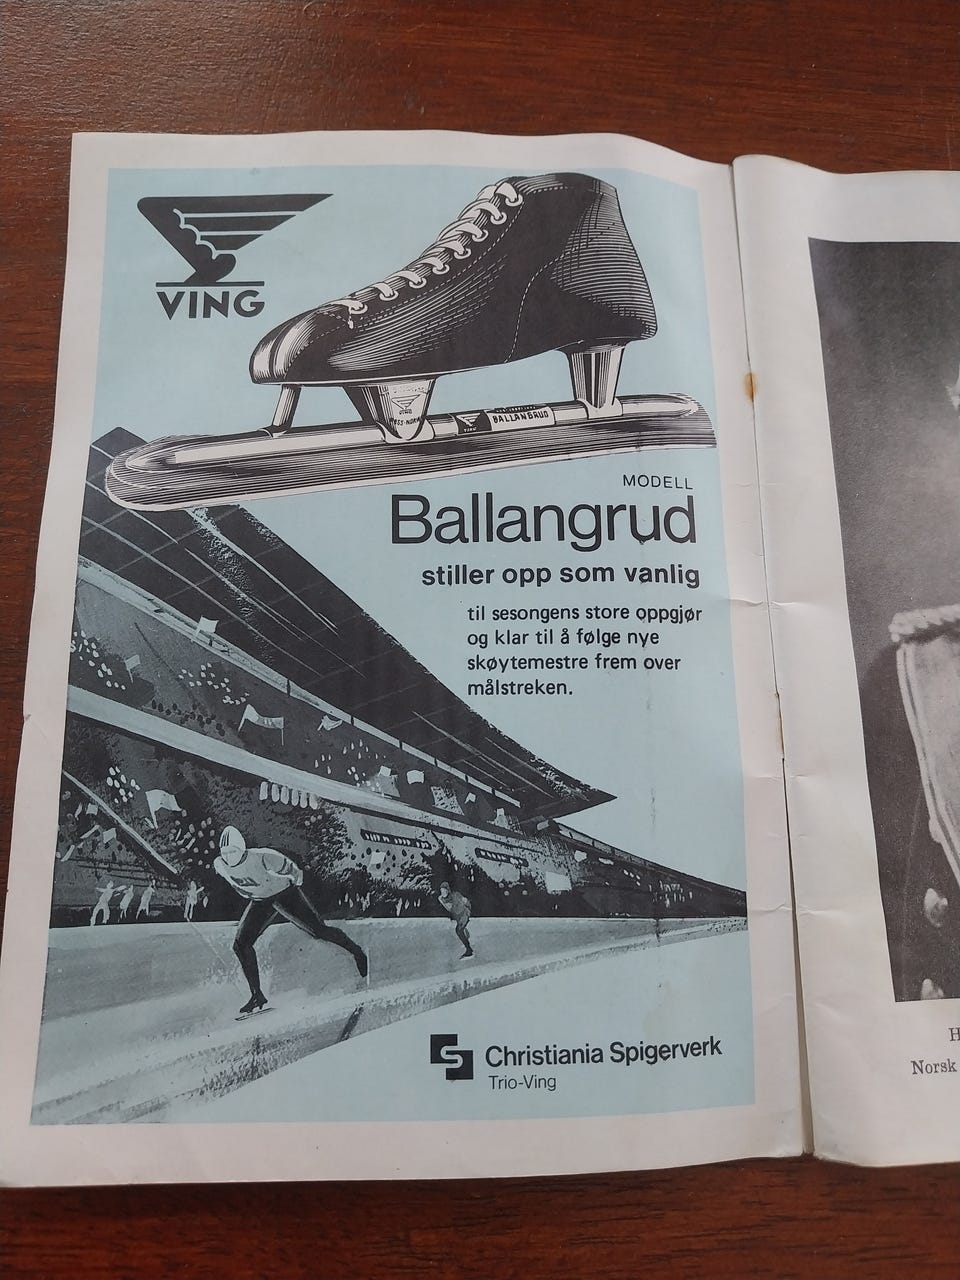 VING
VING
BALLANGRUD
MODELL
Ballangrud
stiller opp som vanlig
til sesongens store oppgjør
og klar til å følge nye
skøytemestre frem over
målstreken.
Christiania Spigerverk
Trio-Ving
H
Norsk